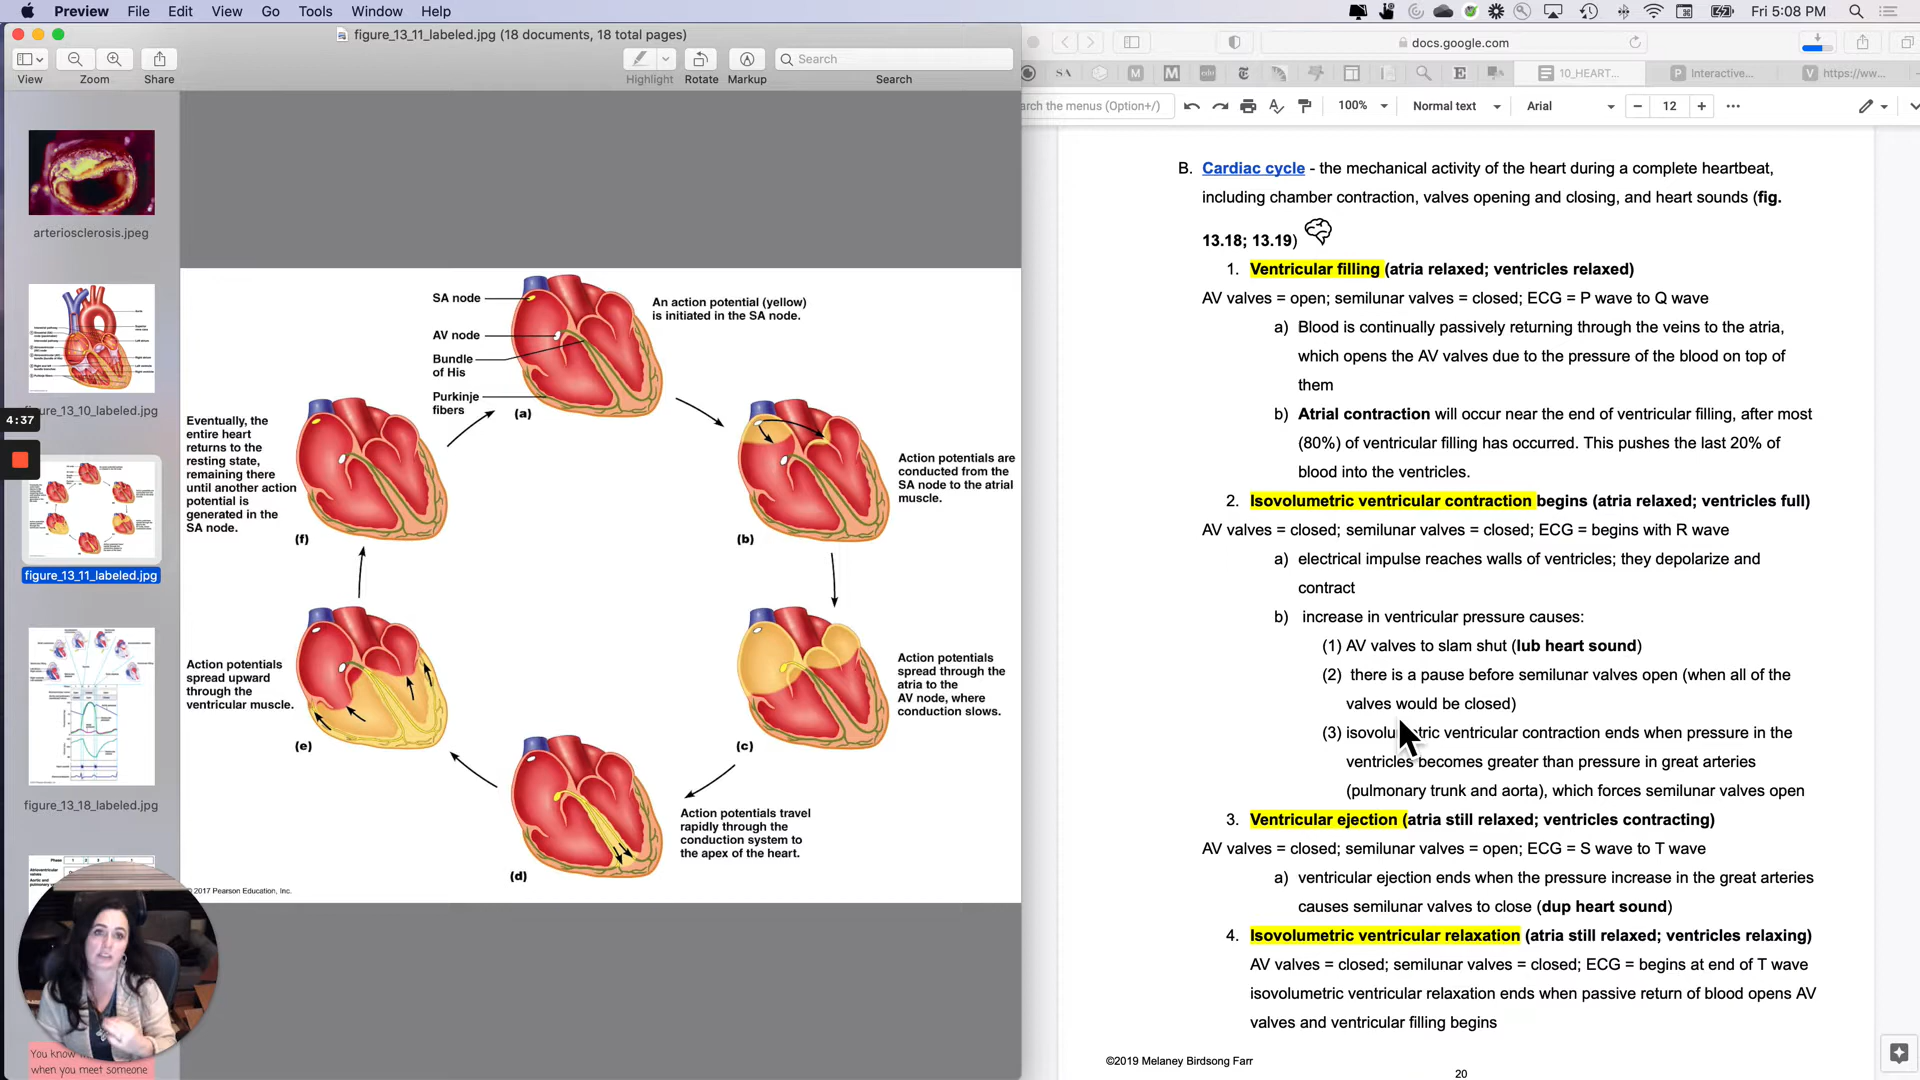 Preview File Edit View Go Tools Window Help
Fri 5:08 PM
figure_13_11_labeled.jpg (18 documents, 18 total pages)
View Zoom Share Highlight Rotate Markup Search
Search
arteriosclerosis.jpeg
figure_13_10_labeled.jpg
4:37
figure_13_11_labeled.jpg
figure_13_18_labeled.jpg
Phase
You know
when you meet someone
SA node
AV node
Bundle
of His
Purkinje
fibers
(a)
An action potential (yellow)
is initiated in the SA node.
(b)
Action potentials are
conducted from the
SA node to the atrial
muscle.
(c)
Action potentials
spread through the
atria to the
AV node, where
conduction slows.
(d)
Action potentials travel
rapidly through the
conduction system to
the apex of the heart.
(e)
Action potentials
spread upward
through the
ventricular muscle.
(f)
Eventually, the
entire heart
returns to the
resting state,
remaining there
until another action
potential is
generated in the
SA node.
2017 Pearson Education, Inc.
docs.google.com
SA
10_HEART...
Interactive...
https://ww...
arch the menus (Option+/)
100%
Normal text
Arial
12
B. Cardiac cycle - the mechanical activity of the heart during a complete heartbeat,
including chamber contraction, valves opening and closing, and heart sounds (fig.
13.18; 13.19)
1. Ventricular filling (atria relaxed; ventricles relaxed)
AV valves = open; semilunar valves = closed; ECG = P wave to Q wave
a) Blood is continually passively returning through the veins to the atria,
which opens the AV valves due to the pressure of the blood on top of
them
b) Atrial contraction will occur near the end of ventricular filling, after most
(80%) of ventricular filling has occurred. This pushes the last 20% of
blood into the ventricles.
2. Isovolumetric ventricular contraction begins (atria relaxed; ventricles full)
AV valves = closed; semilunar valves = closed; ECG = begins with R wave
a) electrical impulse reaches walls of ventricles; they depolarize and
contract
b) increase in ventricular pressure causes:
(1) AV valves to slam shut (lub heart sound)
(2) there is a pause before semilunar valves open (when all of the
valves would be closed)
(3) isovolumetric ventricular contraction ends when pressure in the
ventricles becomes greater than pressure in great arteries
(pulmonary trunk and aorta), which forces semilunar valves open
3. Ventricular ejection (atria still relaxed; ventricles contracting)
AV valves = closed; semilunar valves = open; ECG = S wave to T wave
a) ventricular ejection ends when the pressure increase in the great arteries
causes semilunar valves to close (dup heart sound)
4. Isovolumetric ventricular relaxation (atria still relaxed; ventricles relaxing)
AV valves = closed; semilunar valves = closed; ECG = begins at end of T wave
isovolumetric ventricular relaxation ends when passive return of blood opens AV
valves and ventricular filling begins
©2019 Melaney Birdsong Farr
20